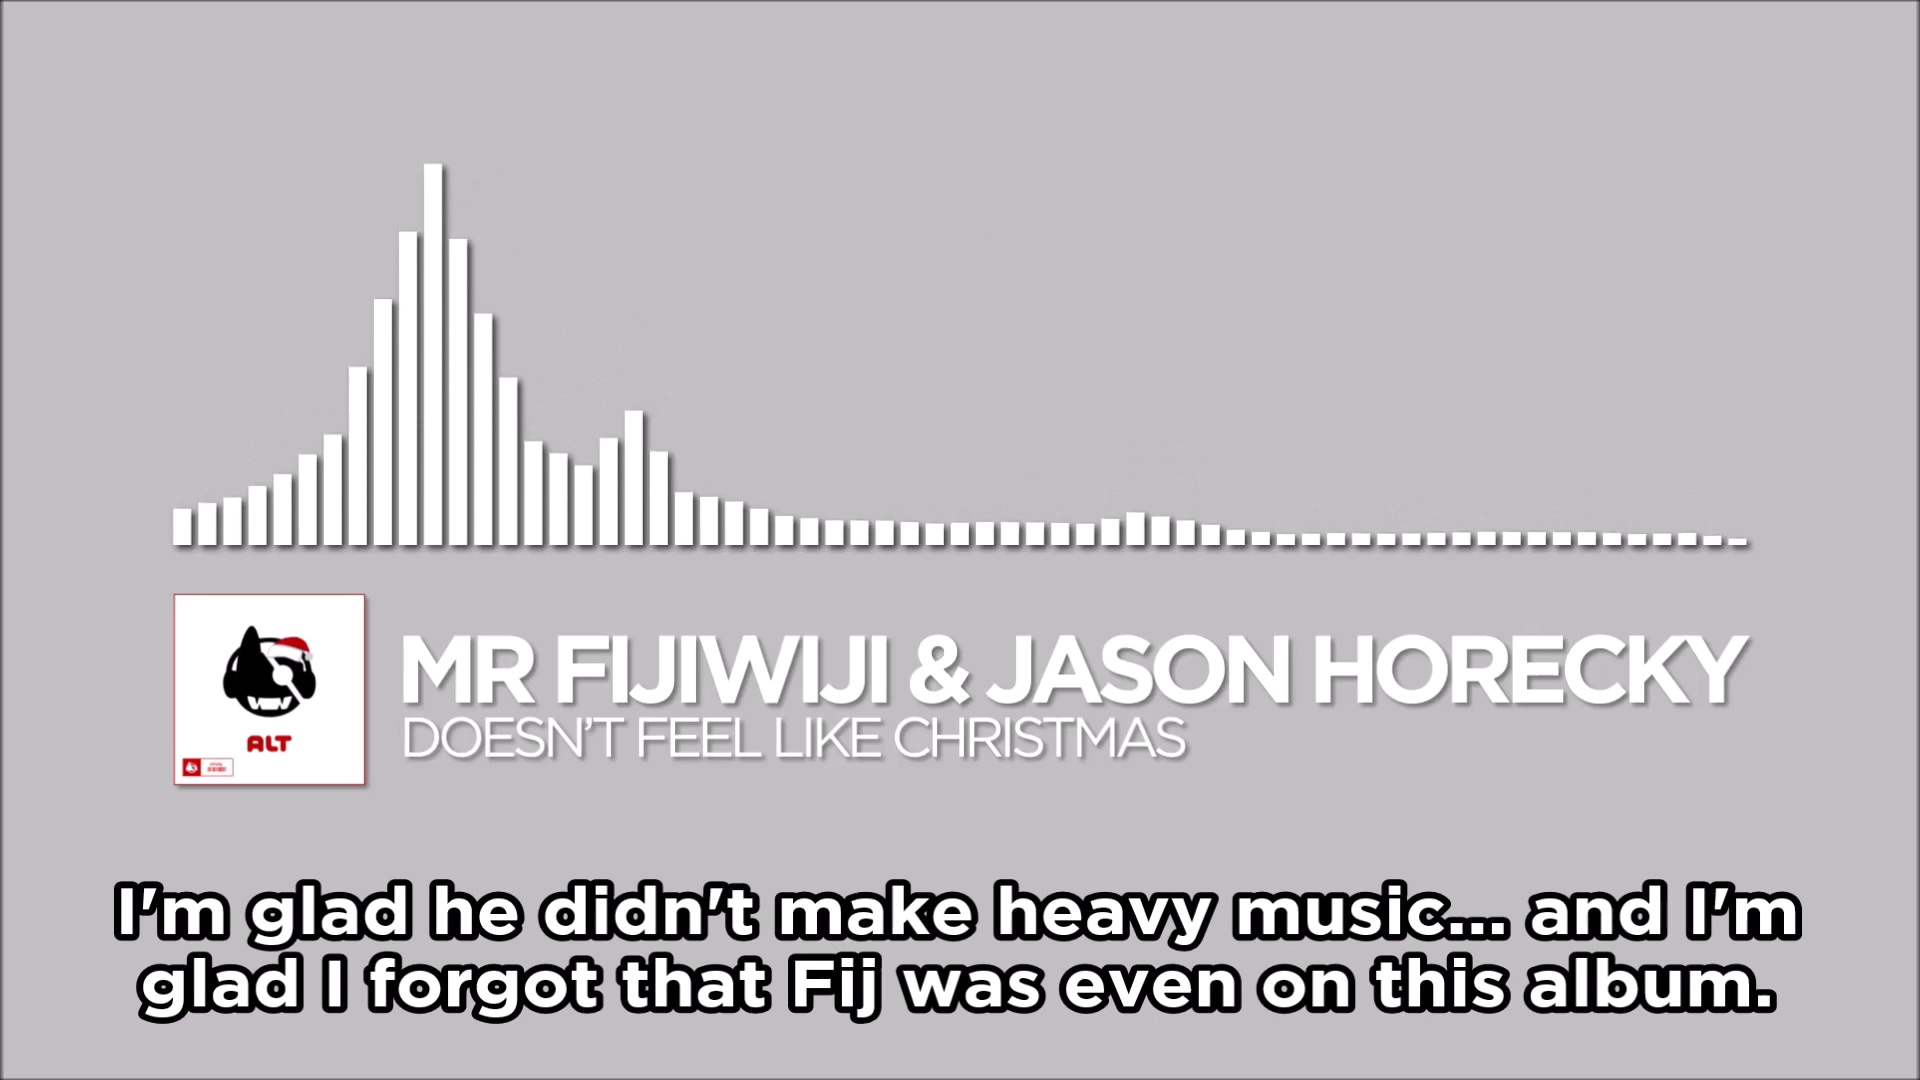 ALT
MR FIJIWIJI & JASON HORECKY
DOESN'T FEEL LIKE CHRISTMAS
I'm glad he didn't make heavy music... and I'm
glad I forgot that Fij was even on this album.